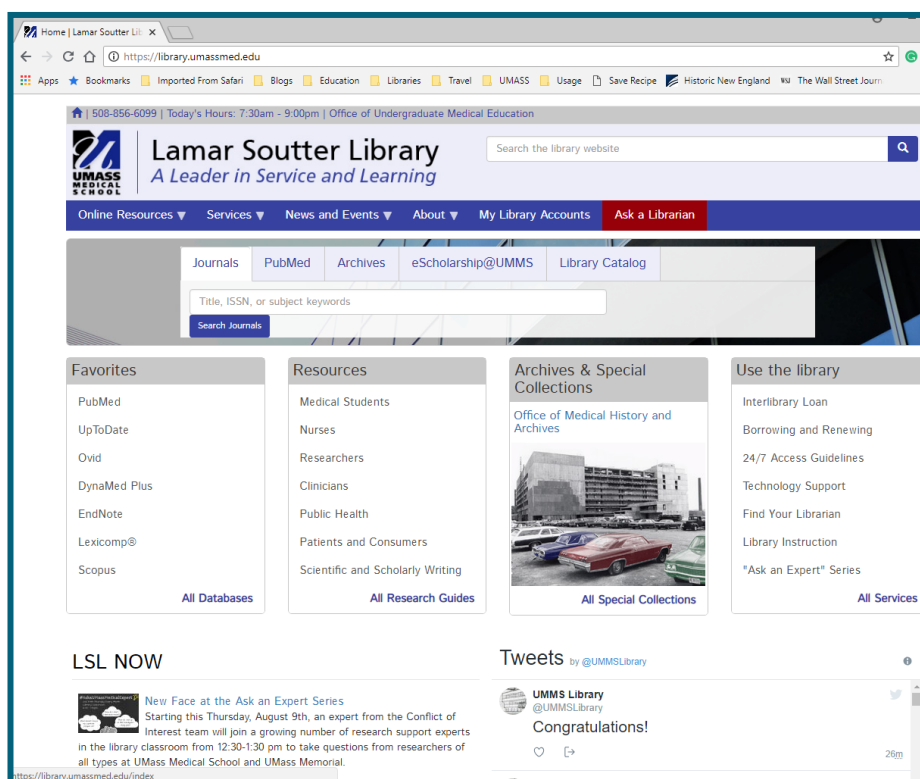 Home | Lamar Soutter Lib
https://library.umassmed.edu
Apps Bookmarks Imported From Safari Blogs Education Libraries Travel UMASS Usage Save Recipe Historic New England WSJ The Wall Street Journ
| 508-856-6099 | Today's Hours: 7:30am - 9:00pm | Office of Undergraduate Medical Education
UMASS
MEDICAL
SCHOOL
Lamar Soutter Library
A Leader in Service and Learning
Search the library website
Online Resources Services News and Events About My Library Accounts Ask a Librarian
Journals PubMed Archives eScholarship@UMMS Library Catalog
Title, ISSN, or subject keywords
Search Journals
Favorites
PubMed
UpToDate
Ovid
DynaMed Plus
EndNote
Lexicomp®
Scopus
All Databases
Resources
Medical Students
Nurses
Researchers
Clinicians
Public Health
Patients and Consumers
Scientific and Scholarly Writing
All Research Guides
Archives & Special
Collections
Office of Medical History and
Archives
All Special Collections
Use the library
Interlibrary Loan
Borrowing and Renewing
24/7 Access Guidelines
Technology Support
Find Your Librarian
Library Instruction
"Ask an Expert" Series
All Services
LSL NOW
New Face at the Ask an Expert Series
Starting this Thursday, August 9th, an expert from the Conflict of
Interest team will join a growing number of research support experts
in the library classroom from 12:30-1:30 pm to take questions from researchers of
all types at UMass Medical School and UMass Memorial.
Tweets by @UMMSLibrary
UMMS Library
@UMMSLibrary
Congratulations!
26m
https://library.umassmed.edu/index